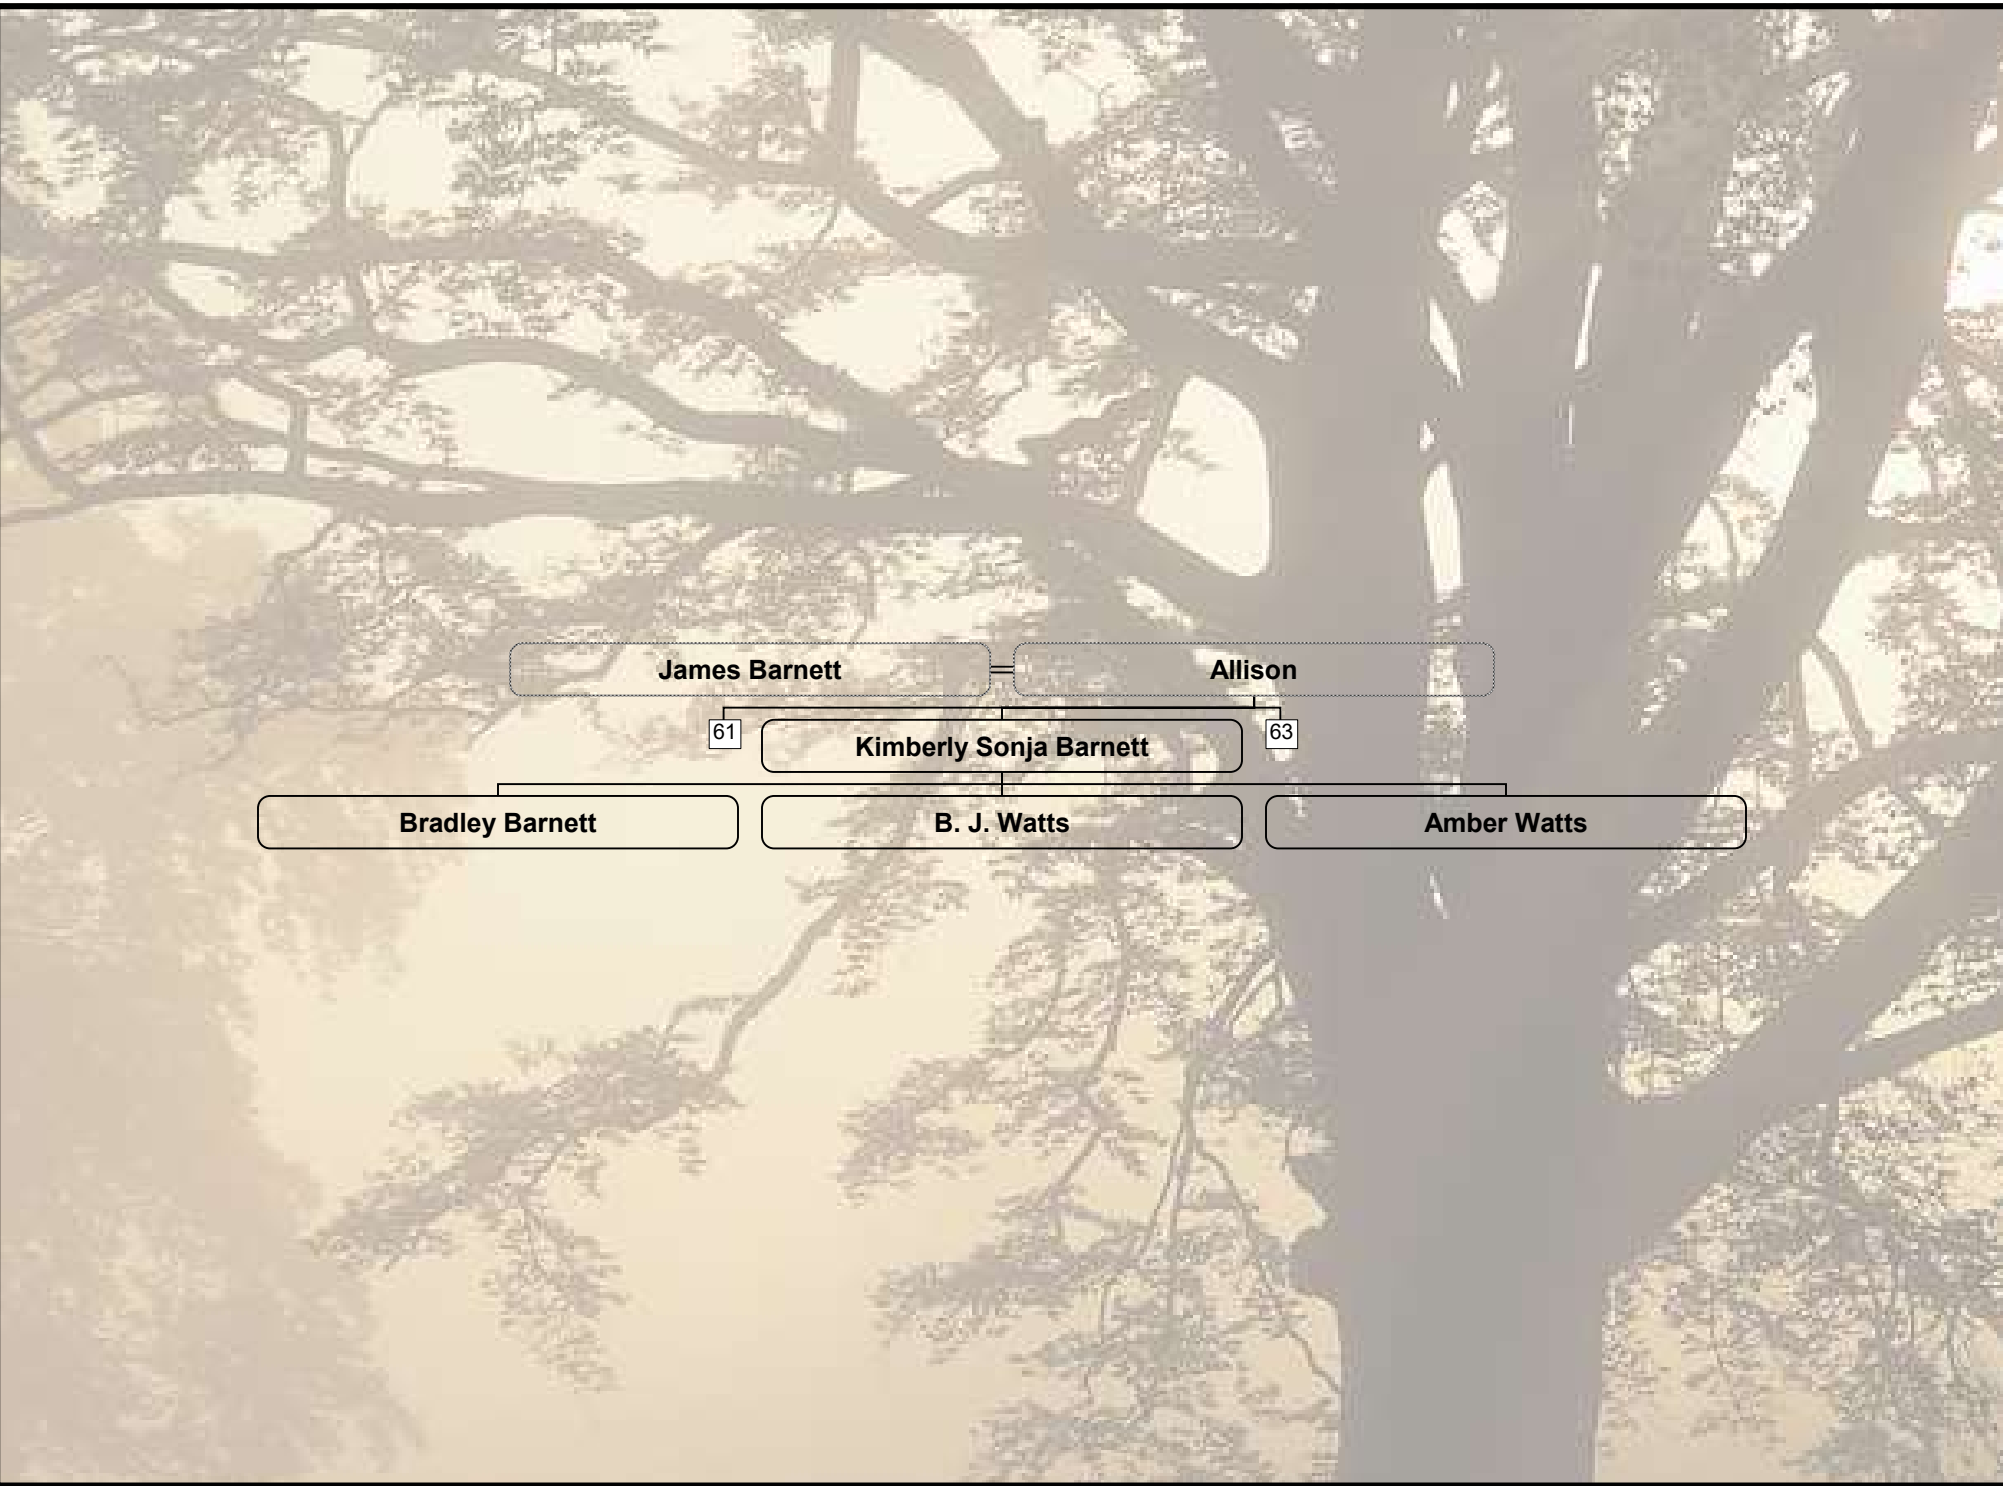 James Barnett
Allison
61
Kimberly Sonja Barnett
63
Bradley Barnett
B. J. Watts
Amber Watts